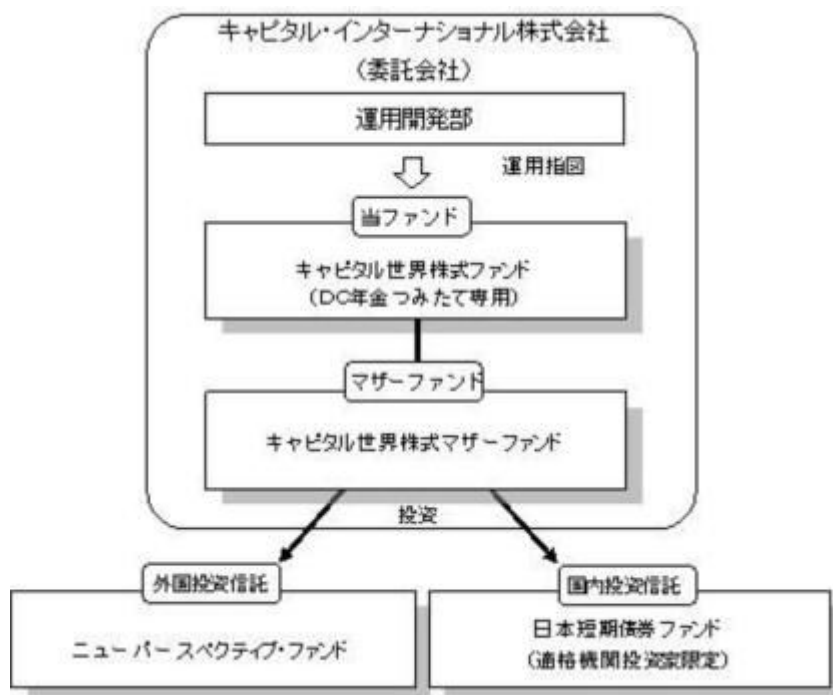 キャピタル・インターナショナル株式会社
（委託会社）
運用開発部
運用指図
当ファンド
キャピタル世界株式ファンド
（DC年金つみたて専用）
マザーファンド
キャピタル世界株式マザーファンド
投資
外国投資信託
国内投資信託
ニューパースペクティブ・ファンド
日本短期債券ファンド
（適格機関投資家限定）